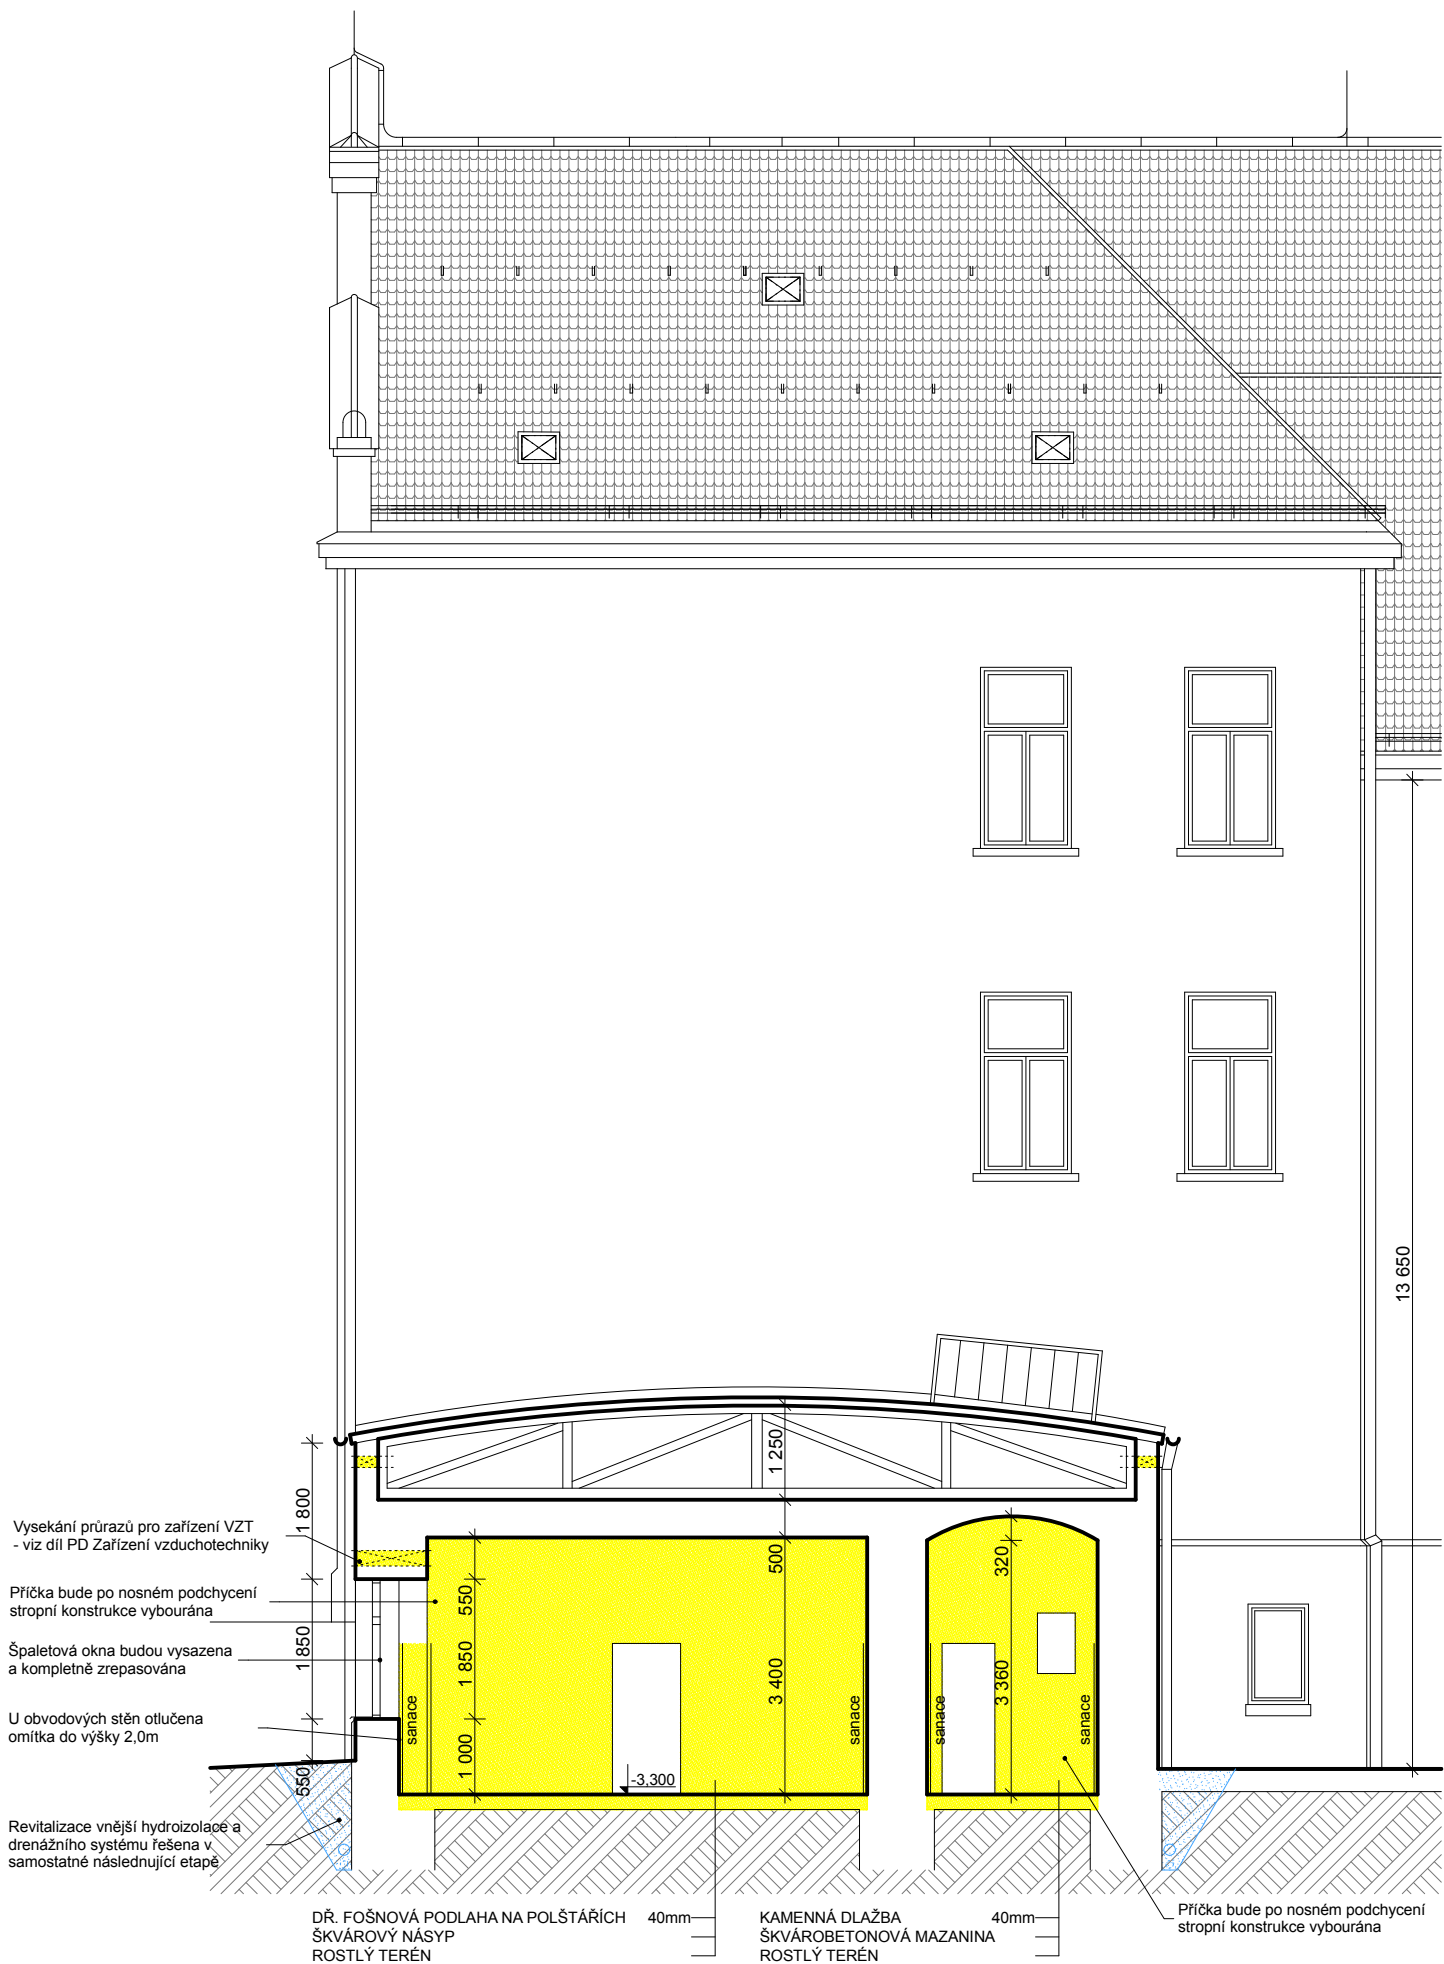 13 650
1 250
1 800
Vysekání průrazů pro zařízení VZT
- viz díl PD Zařízení vzduchotechniky
500
320
550
Příčka bude po nosném podchycení
stropní konstrukce vybourána
1 850
1 850
Špaletová okna budou vysazena
a kompletně zrepasována
3 400
3 360
sanace
sanace
sanace
sanace
U obvodových stěn otlučena
omítka do výšky 2,0m
1 000
-3,300
550
Revitalizace vnější hydroizolace a
drenážního systému řešena v
samostatné následnující etapě
DŘ. FOŠNOVÁ PODLAHA NA POLŠTÁŘÍCH 40mm
ŠKVÁROVÝ NÁSYP
ROSTLÝ TERÉN
KAMENNÁ DLAŽBA 40mm
ŠKVÁROBETONOVÁ MAZANINA
ROSTLÝ TERÉN
Příčka bude po nosném podchycení
stropní konstrukce vybourána